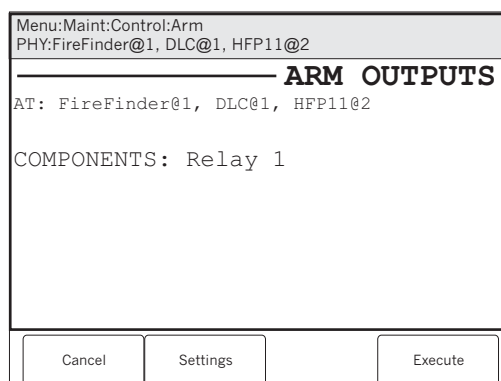 Menu:Maint:Control:Arm
PHY:FireFinder@1, DLC@1, HFP11@2
ARM OUTPUTS
AT: FireFinder@1, DLC@1, HFP11@2
COMPONENTS: Relay 1
Cancel Settings Execute